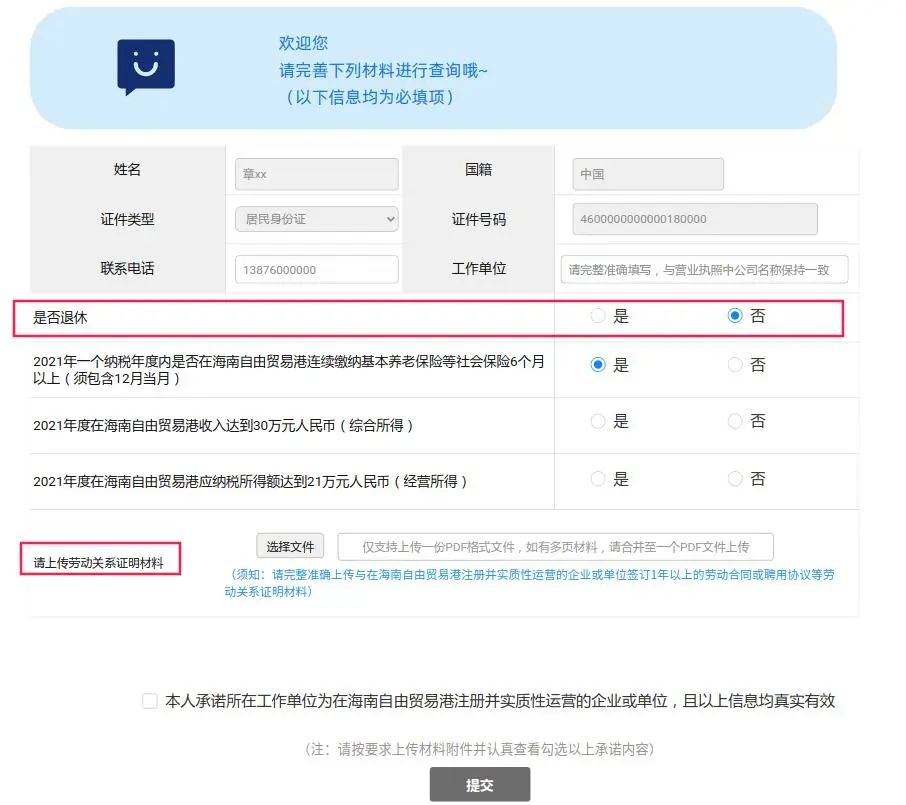 欢迎您
请完善下列材料进行查询哦~
（以下信息均为必填项）
姓名 章xx 国籍 中国
证件类型 居民身份证 证件号码 4600000000000180000
联系电话 13876000000 工作单位 请完整准确填写，与营业执照中公司名称保持一致
是否退休 是 否
2021年一个纳税年度内是否在海南自由贸易港连续缴纳基本养老保险等社会保险6个月
以上（须包含12月当月） 是 否
2021年度在海南自由贸易港收入达到30万元人民币（综合所得） 是 否
2021年度在海南自由贸易港应纳税所得额达到21万元人民币（经营所得） 是 否
请上传劳动关系证明材料 选择文件 仅支持上传一份PDF格式文件，如有多页材料，请合并至一个PDF文件上传
（须知：请完整准确上传与在海南自由贸易港注册并实质性运营的企业或单位签订1年以上的劳动合同或聘用协议等劳
动关系证明材料）
本人承诺所在工作单位为在海南自由贸易港注册并实质性运营的企业或单位，且以上信息均真实有效
（注：请按要求上传材料附件并认真查看勾选以上承诺内容）
提交